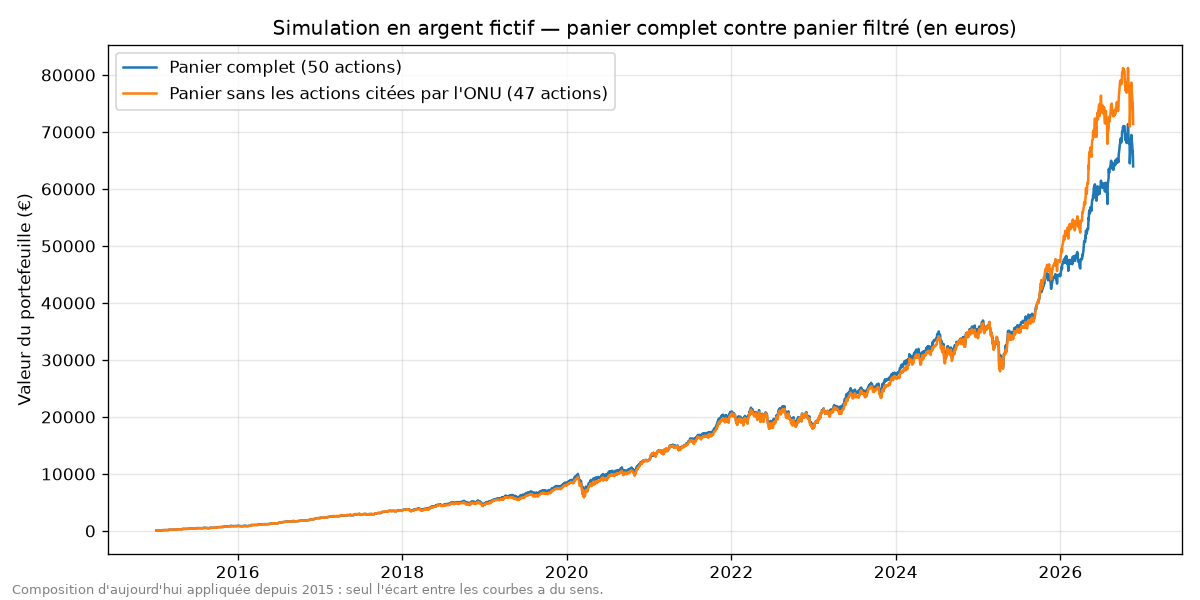 Simulation en argent fictif — panier complet contre panier filtré (en euros)
Panier complet (50 actions)
Panier sans les actions citées par l'ONU (47 actions)
Valeur du portefeuille (€)
80000
70000
60000
50000
40000
30000
20000
10000
0
2016 2018 2020 2022 2024 2026
Composition d'aujourd'hui appliquée depuis 2015 : seul l'écart entre les courbes a du sens.